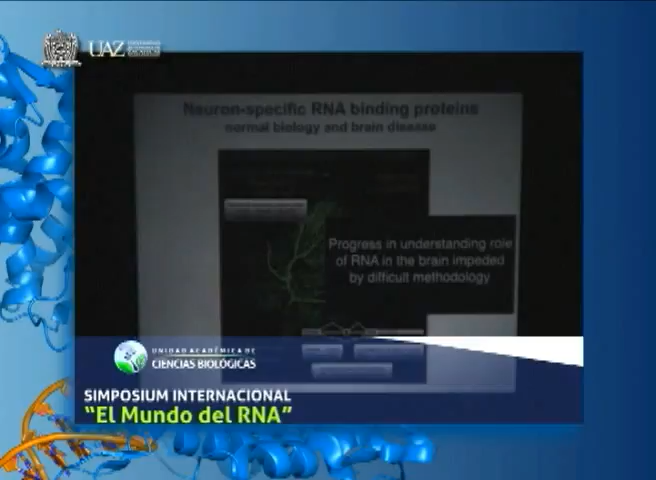 UAZ
Neuron-specific RNA binding proteins
normal biology and brain disease
Progress in understanding role
of RNA in the brain impeded
by difficult methodology
UNIDAD ACADÉMICA DE
CIENCIAS BIOLÓGICAS
SIMPOSIUM INTERNACIONAL
"El Mundo del RNA"